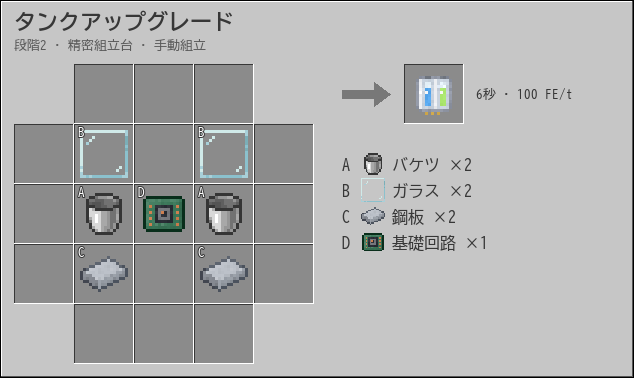 タンクアップグレード
段階2 · 精密組立台 · 手動組立
B B
A D A
C C
6秒 · 100 FE/t
A バケツ ×2
B ガラス ×2
C 鋼板 ×2
D 基礎回路 ×1